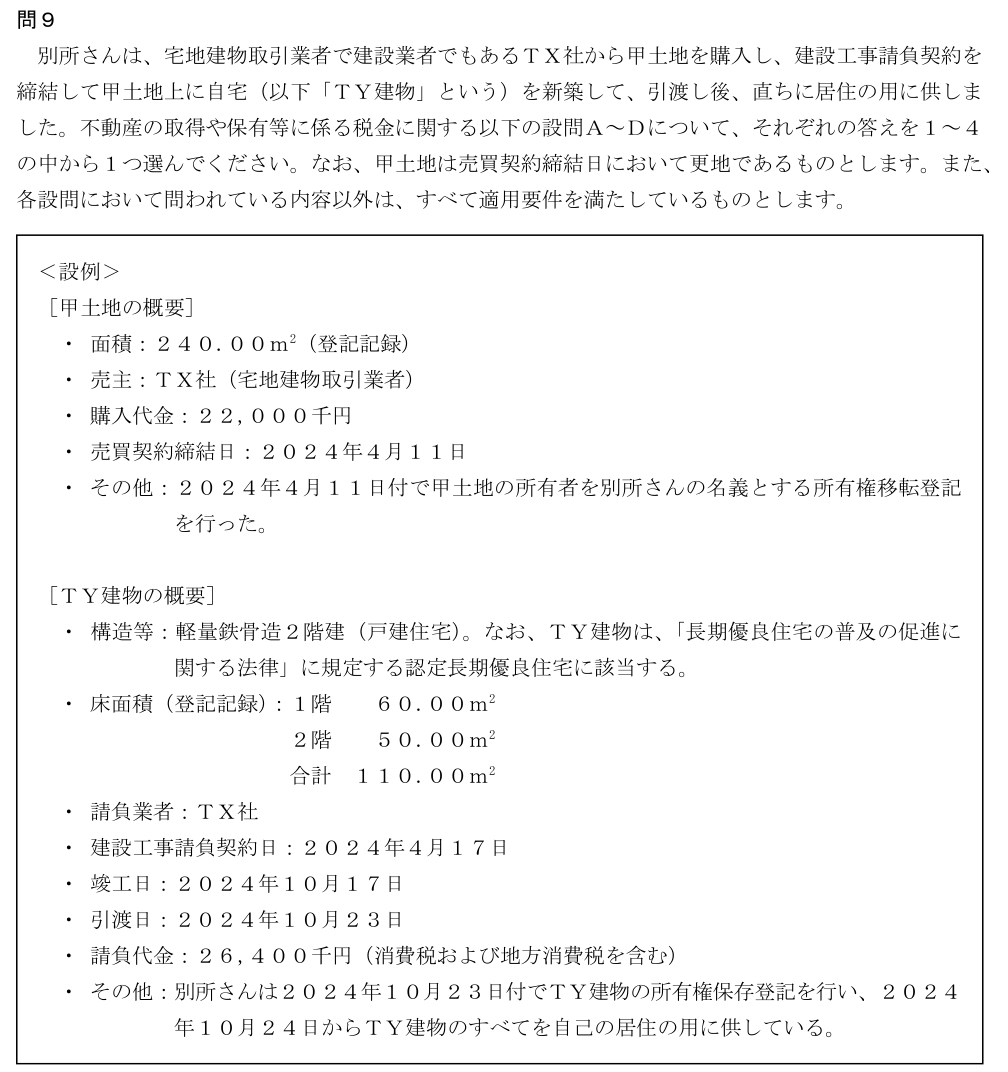 問９
別所さんは、宅地建物取引業者で建設業者でもあるＴＸ社から甲土地を購入し、建設工事請負契約を
締結して甲土地上に自宅（以下「ＴＹ建物」という）を新築して、引渡し後、直ちに居住の用に供しま
した。不動産の取得や保有等に係る税金に関する以下の設問Ａ～Ｄについて、それぞれの答えを１～４
の中から１つ選んでください。なお、甲土地は売買契約締結日において更地であるものとします。また、
各設問において問われている内容以外は、すべて適用要件を満たしているものとします。
＜設例＞
［甲土地の概要］
・ 面積：２４０.００ｍ²（登記記録）
・ 売主：ＴＸ社（宅地建物取引業者）
・ 購入代金：２２,０００千円
・ 売買契約締結日：２０２４年４月１１日
・ その他：２０２４年４月１１日付で甲土地の所有者を別所さんの名義とする所有権移転登記
を行った。
［ＴＹ建物の概要］
・ 構造等：軽量鉄骨造２階建（戸建住宅）。なお、ＴＹ建物は、「長期優良住宅の普及の促進に
関する法律」に規定する認定長期優良住宅に該当する。
・ 床面積（登記記録）：１階　６０.００ｍ²
２階　５０.００ｍ²
合計　１１０.００ｍ²
・ 請負業者：ＴＸ社
・ 建設工事請負契約日：２０２４年４月１７日
・ 竣工日：２０２４年１０月１７日
・ 引渡日：２０２４年１０月２３日
・ 請負代金：２６,４００千円（消費税および地方消費税を含む）
・ その他：別所さんは２０２４年１０月２３日付でＴＹ建物の所有権保存登記を行い、２０２４
年１０月２４日からＴＹ建物のすべてを自己の居住の用に供している。